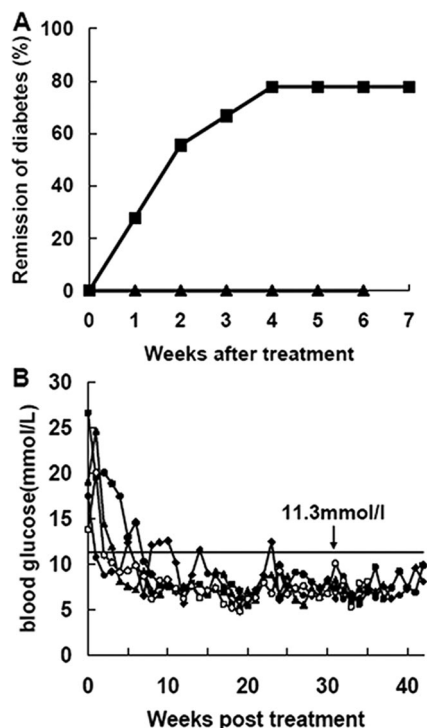 A
Remission of diabetes (%)
100
80
60
40
20
0
0 1 2 3 4 5 6 7
Weeks after treatment
B
blood glucose(mmol/L)
30
25
20
15
10
5
0
11.3mmol/l
0 10 20 30 40
Weeks post treatment